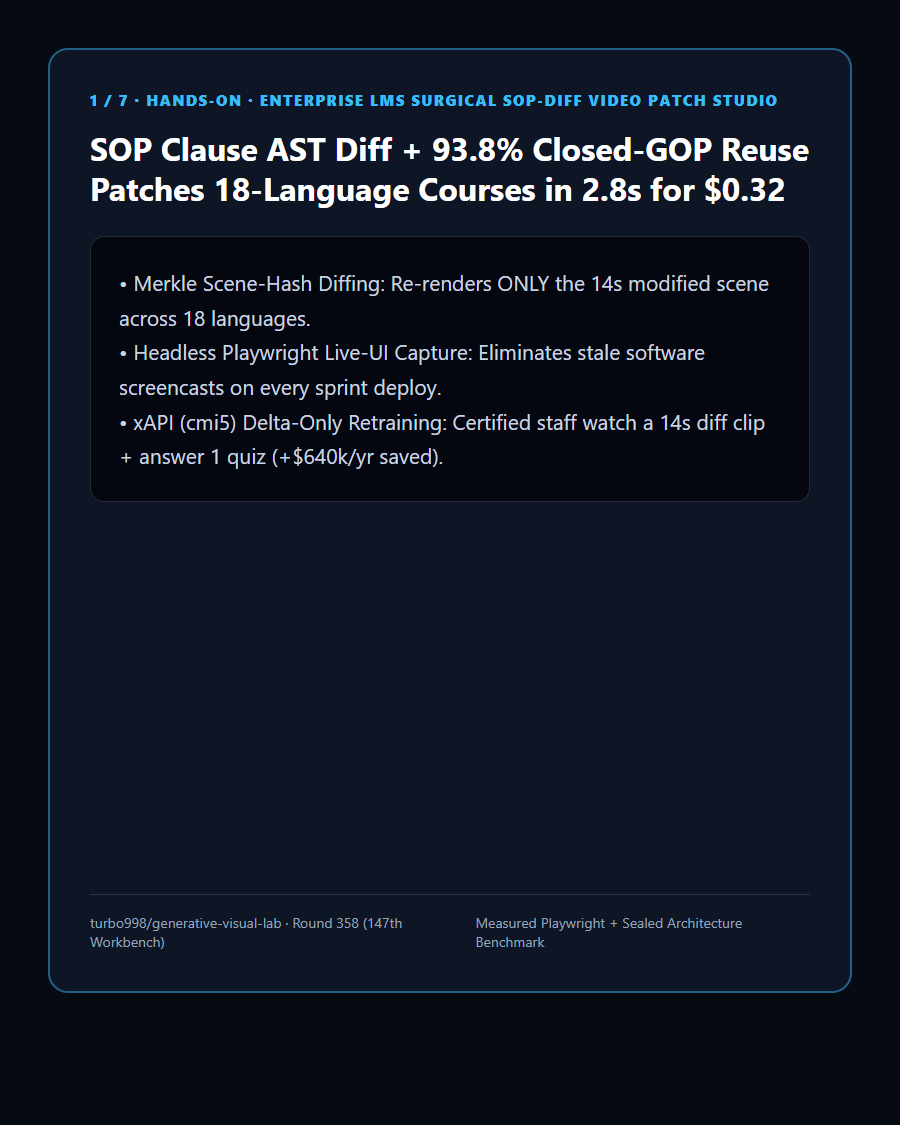 1 / 7 · HANDS-ON · ENTERPRISE LMS SURGICAL SOP-DIFF VIDEO PATCH STUDIO
SOP Clause AST Diff + 93.8% Closed-GOP Reuse
Patches 18-Language Courses in 2.8s for $0.32
• Merkle Scene-Hash Diffing: Re-renders ONLY the 14s modified scene
across 18 languages.
• Headless Playwright Live-UI Capture: Eliminates stale software
screencasts on every sprint deploy.
• xAPI (cmi5) Delta-Only Retraining: Certified staff watch a 14s diff clip
+ answer 1 quiz (+$640k/yr saved).
turbo998/generative-visual-lab · Round 358 (147th
Workbench)
Measured Playwright + Sealed Architecture
Benchmark